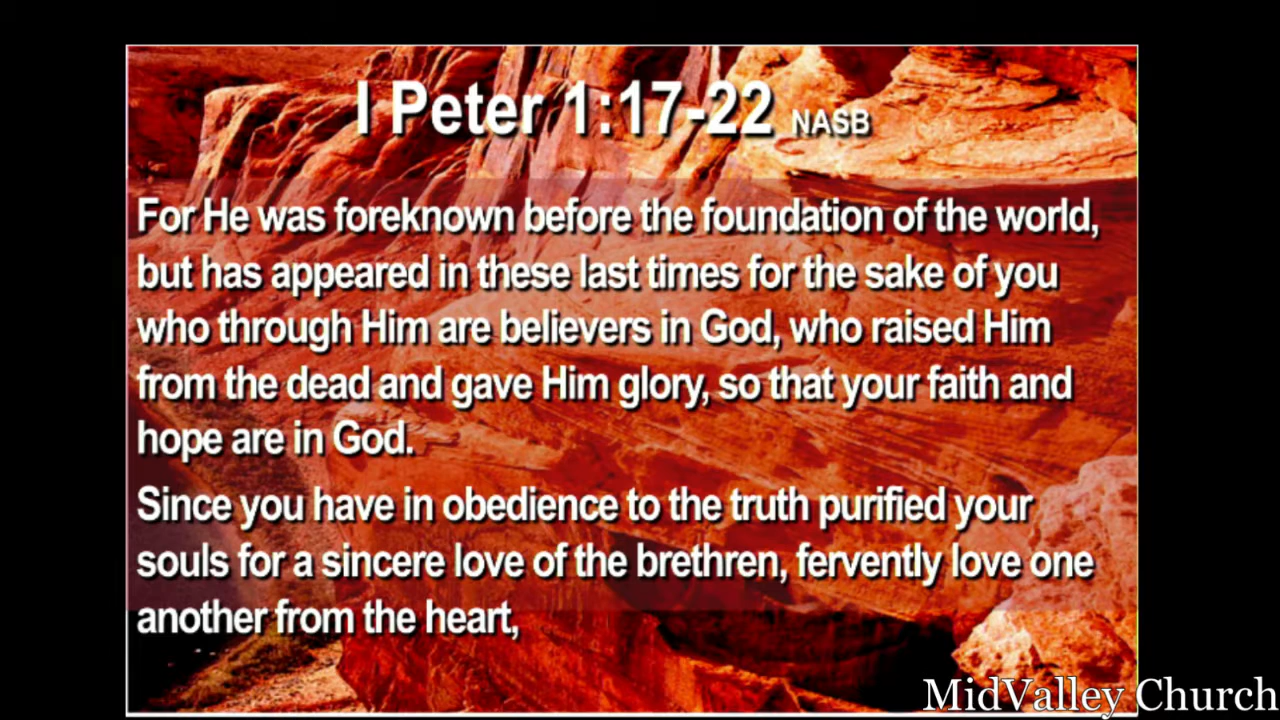 I Peter 1:17-22 NASB
For He was foreknown before the foundation of the world,
but has appeared in these last times for the sake of you
who through Him are believers in God, who raised Him
from the dead and gave Him glory, so that your faith and
hope are in God.
Since you have in obedience to the truth purified your
souls for a sincere love of the brethren, fervently love one
another from the heart,
MidValley Church